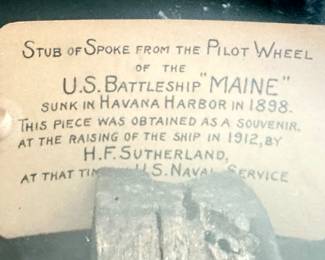 STUB OF SPOKE FROM THE PILOT WHEEL
OF THE
U.S. BATTLESHIP "MAINE"
SUNK IN HAVANA HARBOR IN 1898.
THIS PIECE WAS OBTAINED AS A SOUVENIR,
AT THE RAISING OF THE SHIP IN 1912, BY
H.F. SUTHERLAND,
AT THAT U.S. NAVAL SERVICE